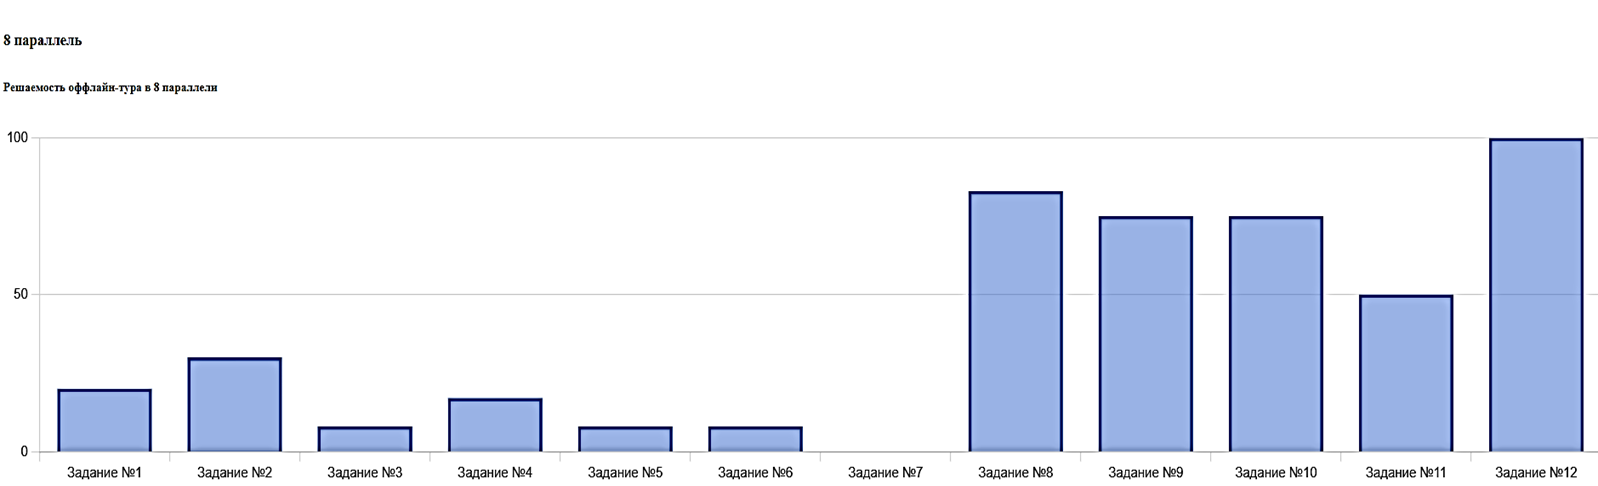 8 параллель
Решаемость оффлайн-тура в 8 параллели
100
50
0
Задание №1 Задание №2 Задание №3 Задание №4 Задание №5 Задание №6 Задание №7 Задание №8 Задание №9 Задание №10 Задание №11 Задание №12